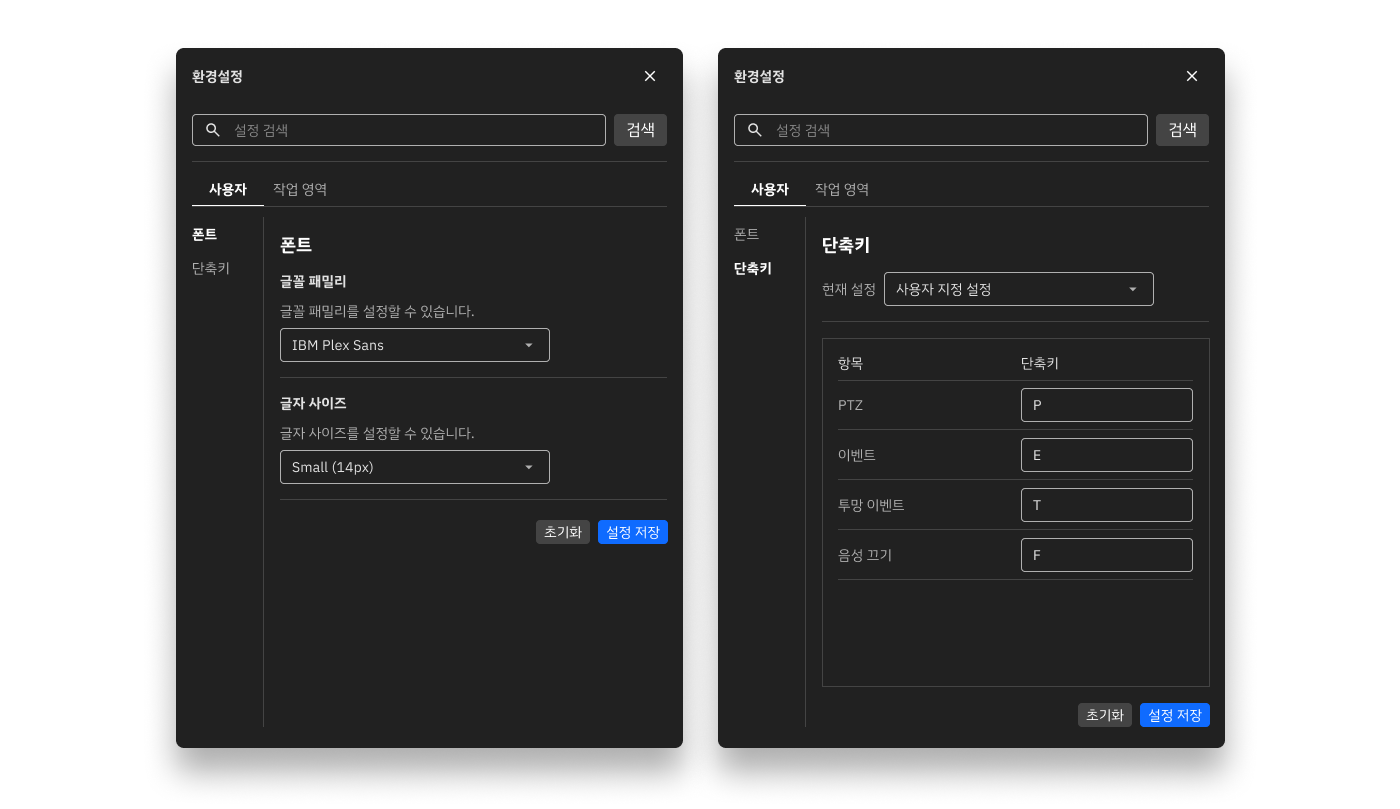 환경설정
설정 검색
검색
사용자
작업 영역
폰트
단축키
폰트
글꼴 패밀리
글꼴 패밀리를 설정할 수 있습니다.
IBM Plex Sans
글자 사이즈
글자 사이즈를 설정할 수 있습니다.
Small (14px)
초기화
설정 저장
환경설정
설정 검색
검색
사용자
작업 영역
폰트
단축키
단축키
현재 설정
사용자 지정 설정
항목
단축키
PTZ
P
이벤트
E
투망 이벤트
T
음성 끄기
F
초기화
설정 저장